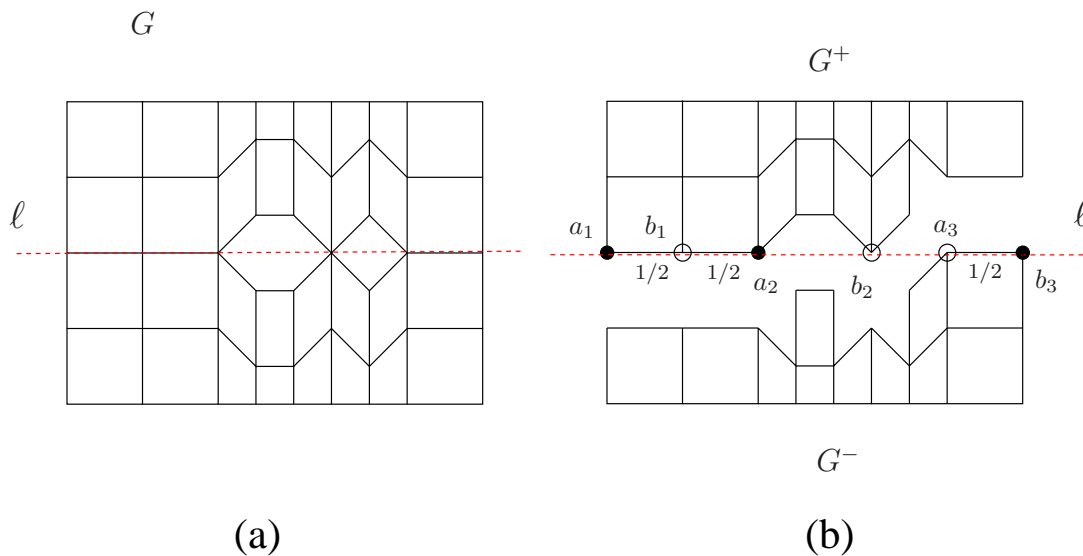 G
G⁺
ℓ
ℓ
a₁
b₁
a₃
1/2
1/2
a₂
b₂
1/2
b₃
G⁻
(a)
(b)